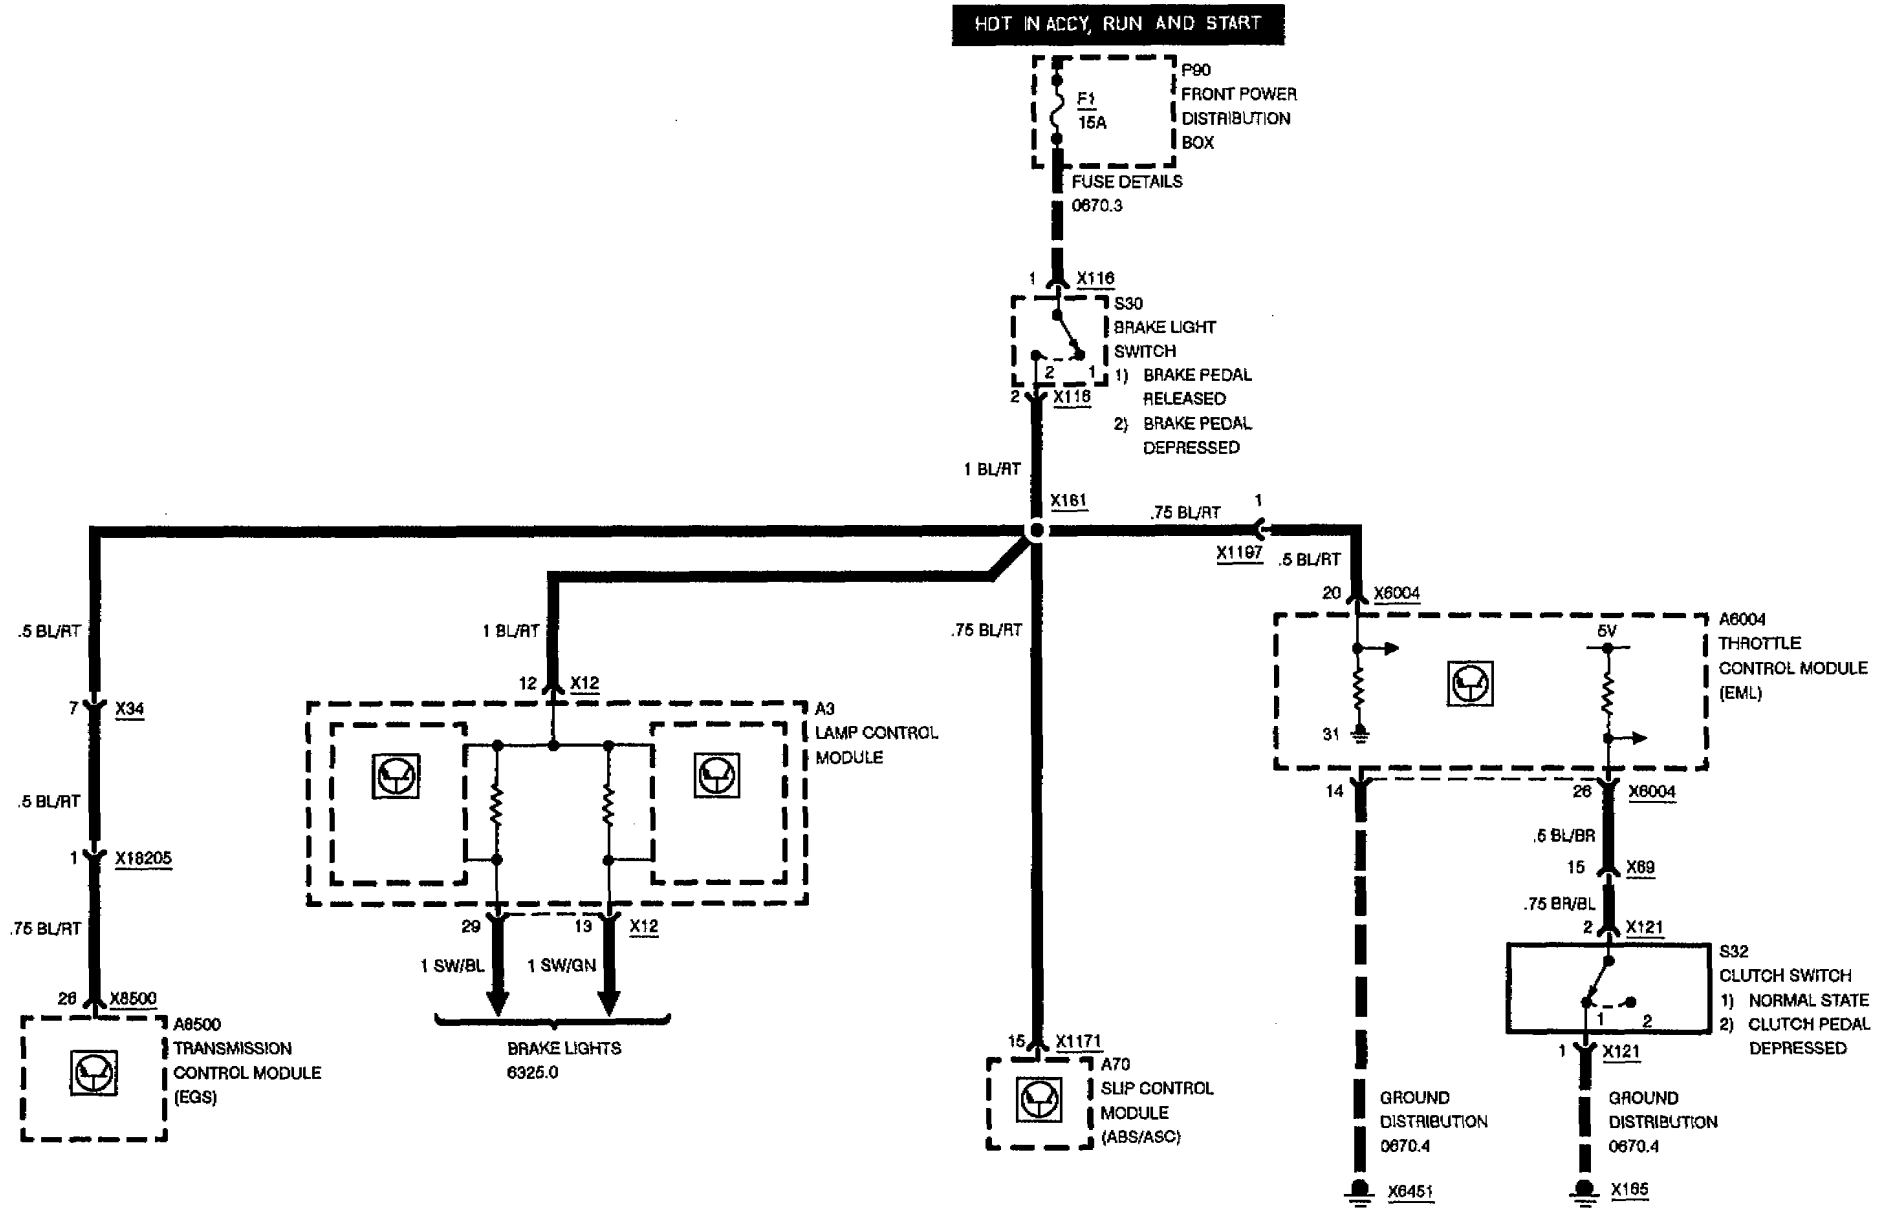 HOT IN ACCY, RUN AND START
P90
FRONT POWER
DISTRIBUTION
BOX
F1
15A
FUSE DETAILS
0670.3
1 X116
S30
BRAKE LIGHT
SWITCH
1) BRAKE PEDAL
RELEASED
2) BRAKE PEDAL
DEPRESSED
2 1
2 X116
1 BL/RT
X181
.75 BL/RT
1
X1197
.5 BL/RT
20 X6004
A6004
THROTTLE
CONTROL MODULE
(EML)
5V
31
14
26 X6004
.5 BL/BR
15 X69
.75 BR/BL
2 X121
S32
CLUTCH SWITCH
1) NORMAL STATE
2) CLUTCH PEDAL
DEPRESSED
1 2
1 X121
GROUND
DISTRIBUTION
0670.4
X6451
GROUND
DISTRIBUTION
0670.4
X165
.5 BL/RT
7 X34
.5 BL/RT
1 X18205
.75 BL/RT
26 X8500
A8500
TRANSMISSION
CONTROL MODULE
(EGS)
1 BL/RT
12 X12
A3
LAMP CONTROL
MODULE
29 13 X12
1 SW/BL 1 SW/GN
BRAKE LIGHTS
6325.0
.75 BL/RT
15 X1171
A70
SLIP CONTROL
MODULE
(ABS/ASC)